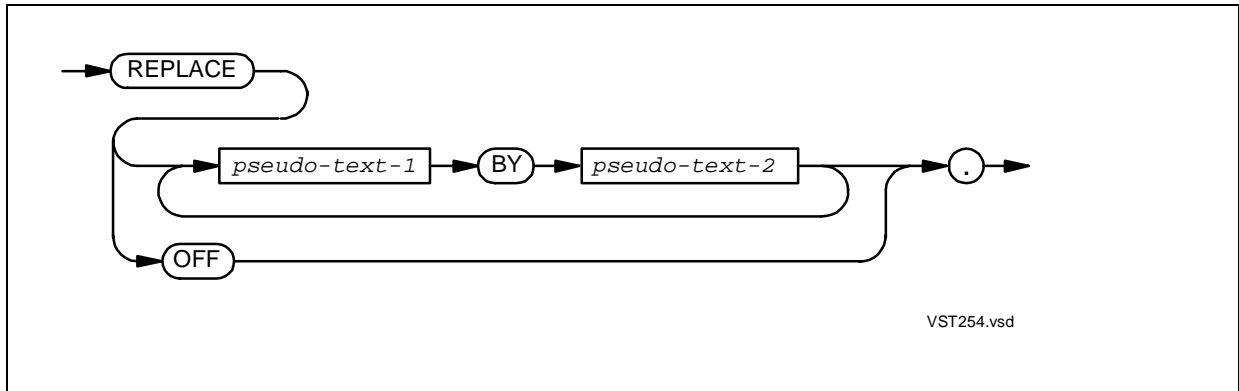 REPLACE
pseudo-text-1 BY pseudo-text-2 .
OFF
VST254.vsd